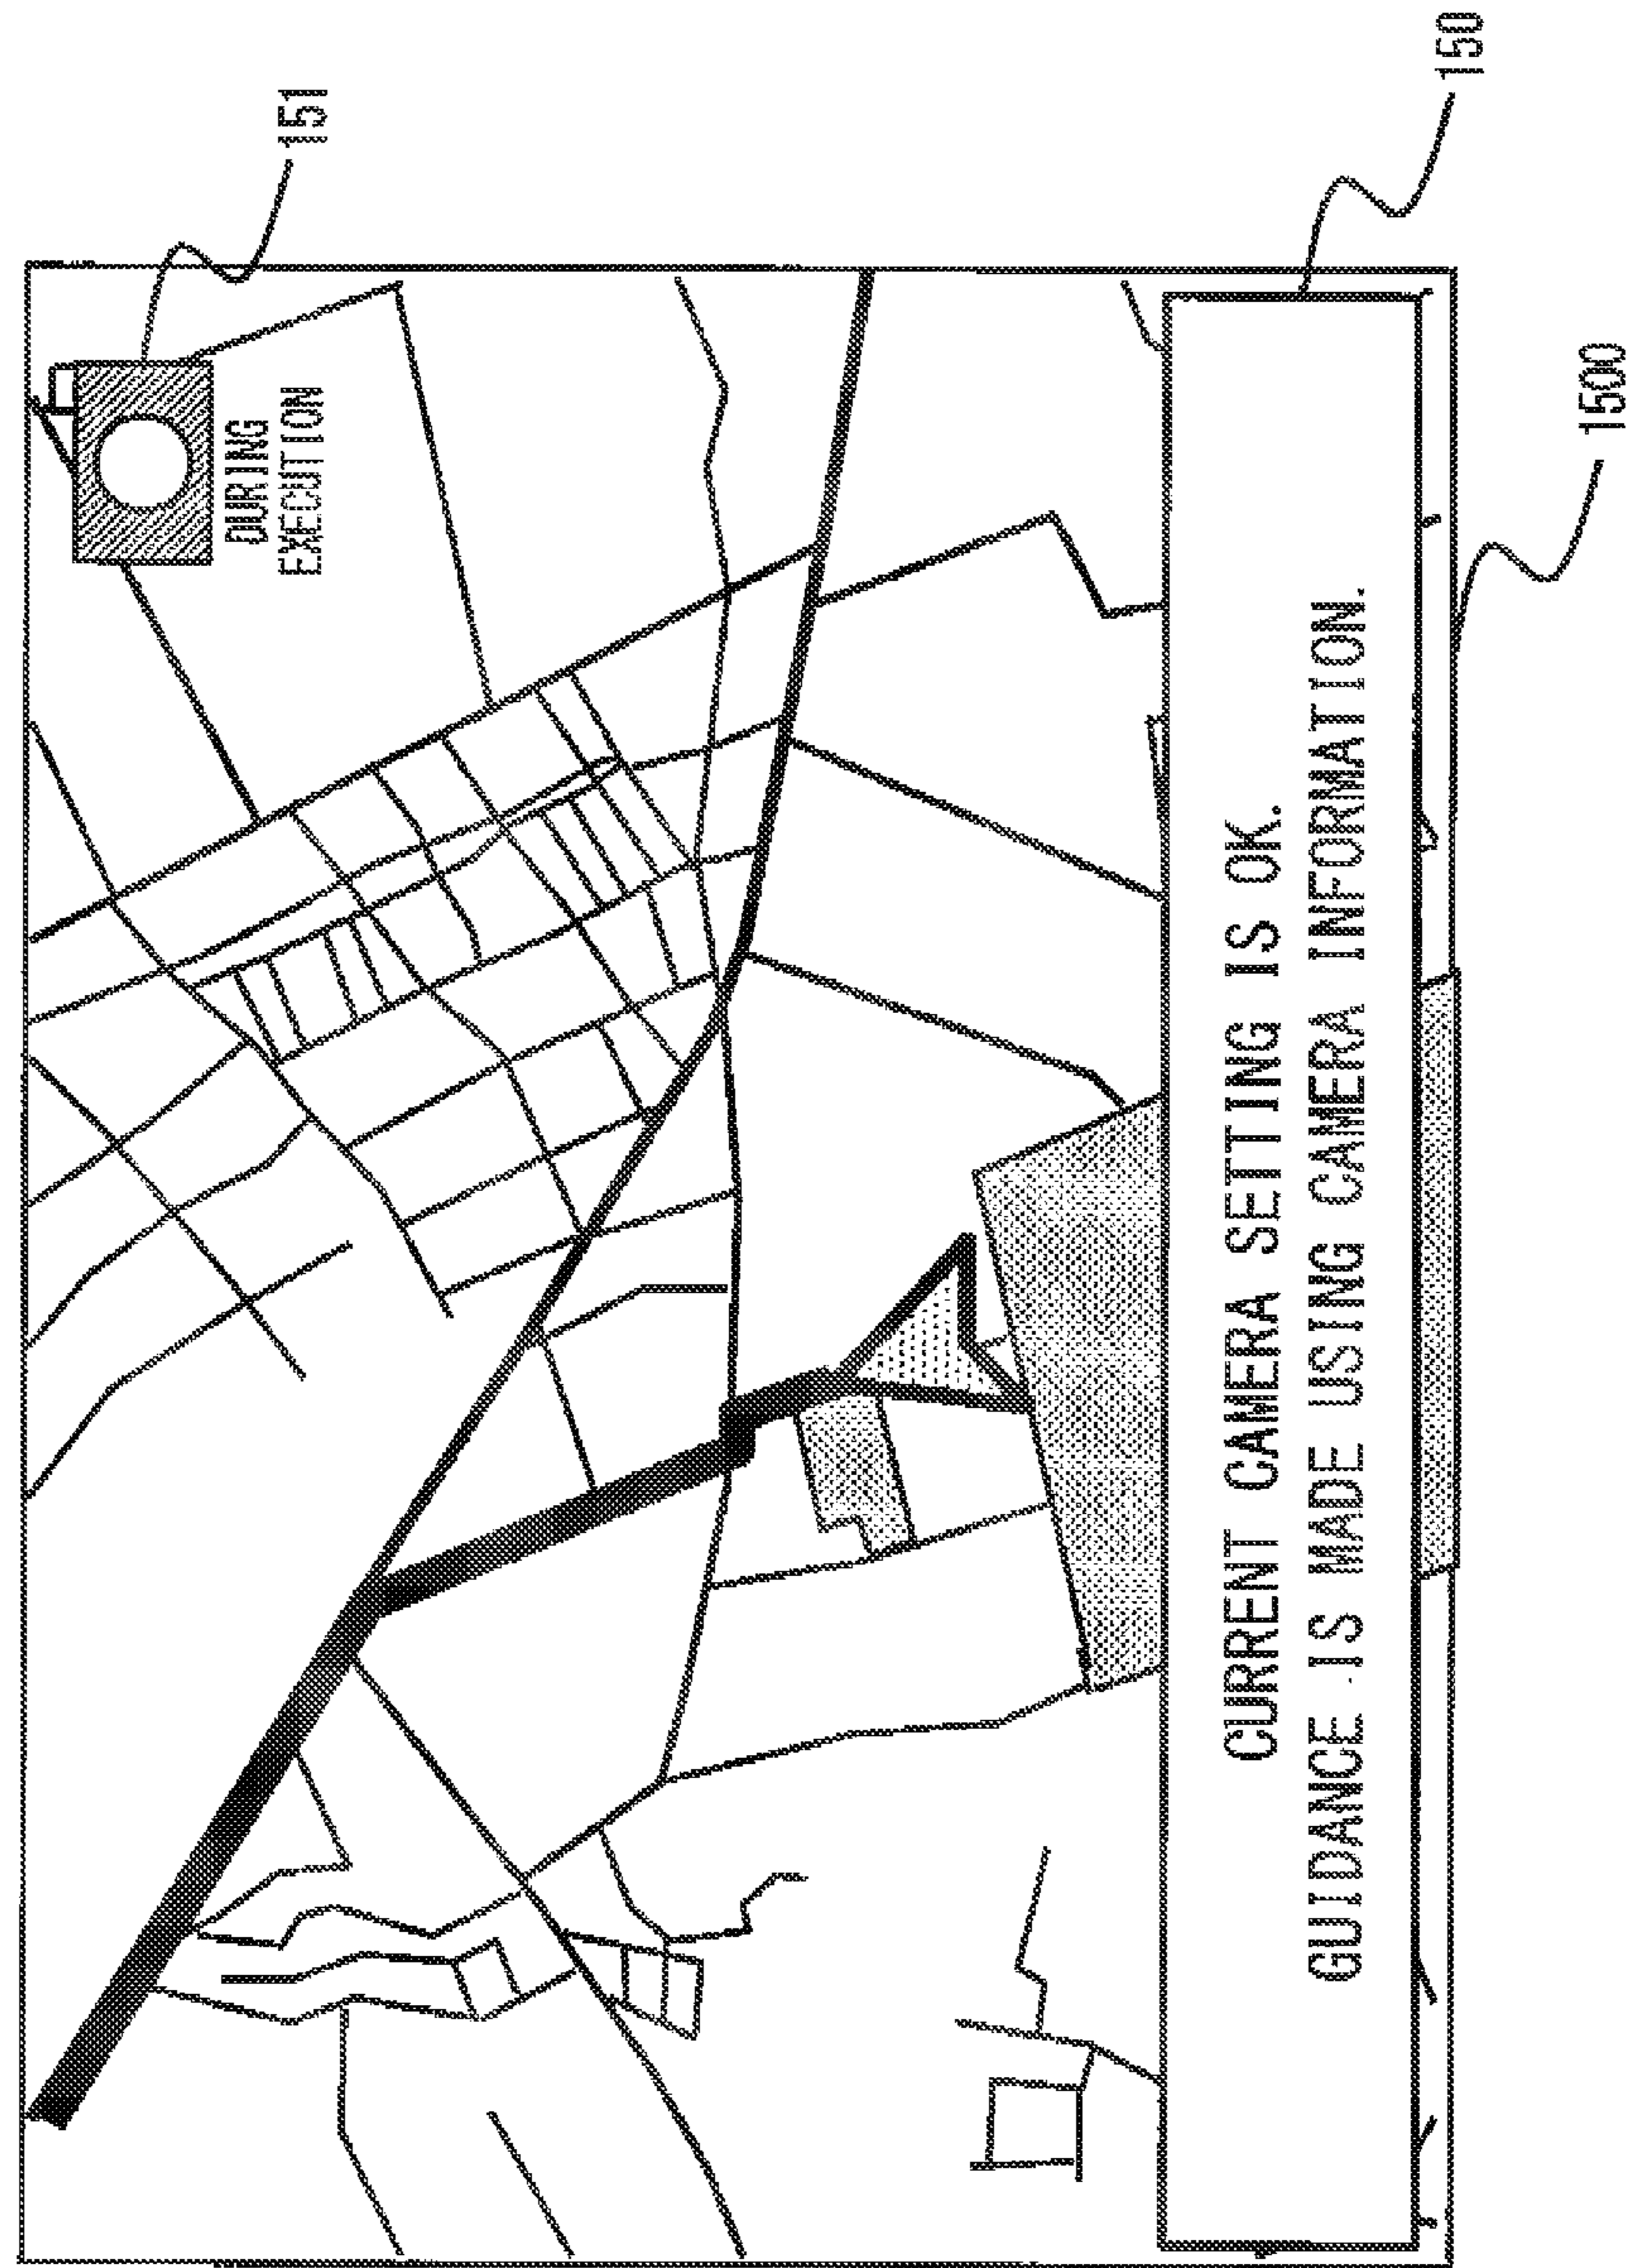 151
DURING
EXECUTION
CURRENT CAMERA SETTING IS OK.
GUIDANCE IS MADE USING CAMERA INFORMATION.
150
1500